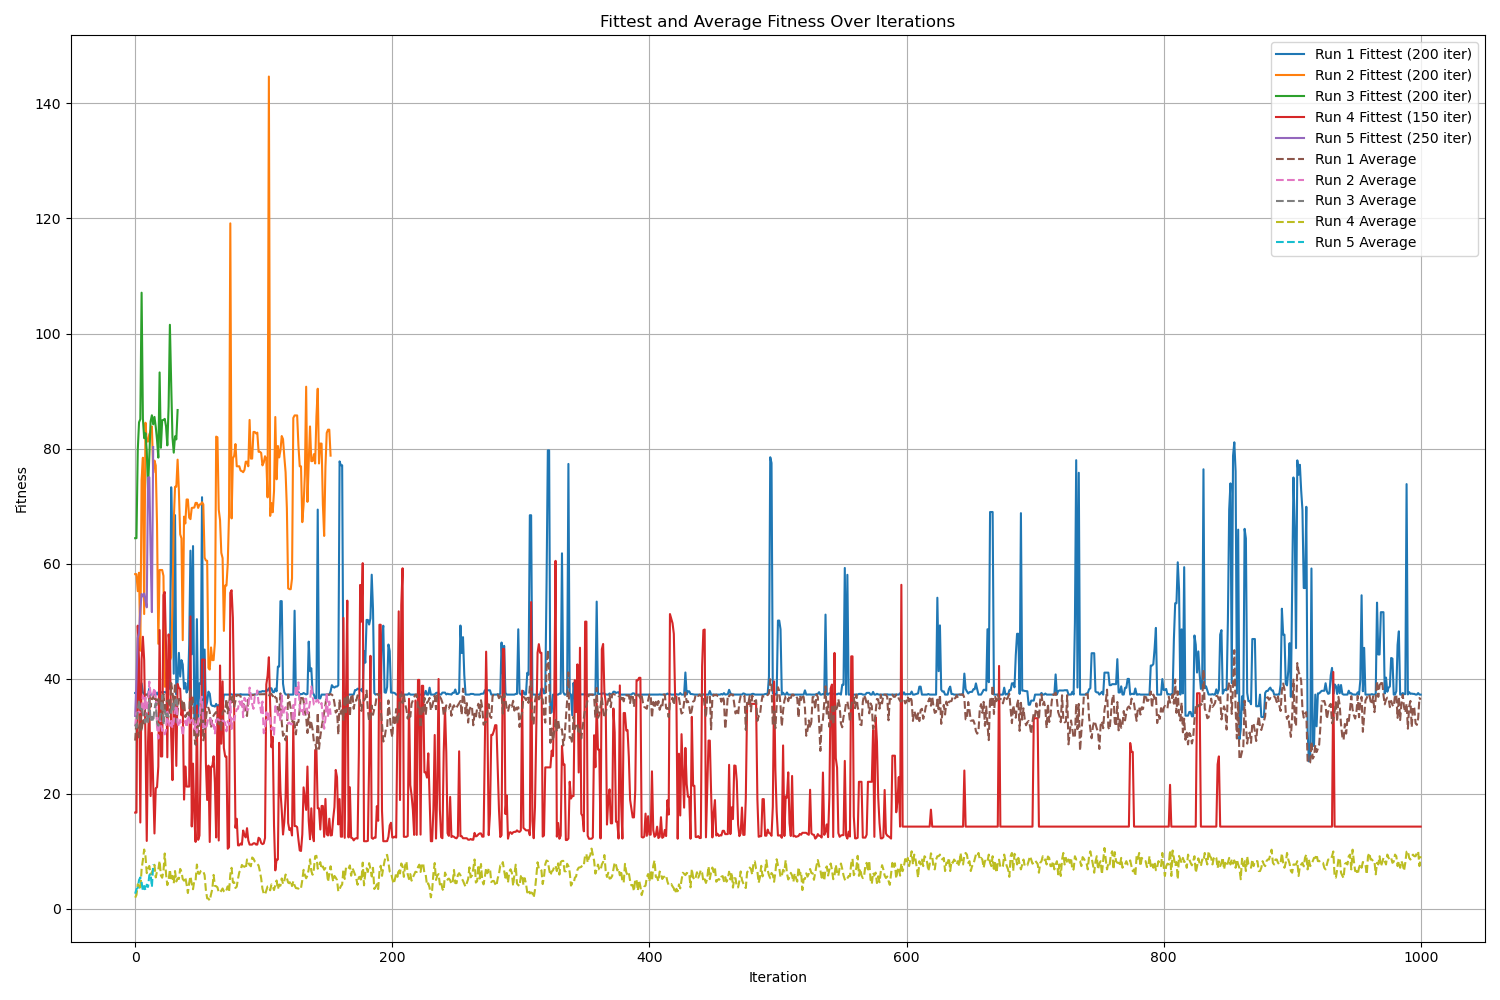 Fittest and Average Fitness Over Iterations
Run 1 Fittest (200 iter)
Run 2 Fittest (200 iter)
Run 3 Fittest (200 iter)
Run 4 Fittest (150 iter)
Run 5 Fittest (250 iter)
Run 1 Average
Run 2 Average
Run 3 Average
Run 4 Average
Run 5 Average
140
120
100
80
60
40
20
0
Fitness
0 200 400 600 800 1000
Iteration